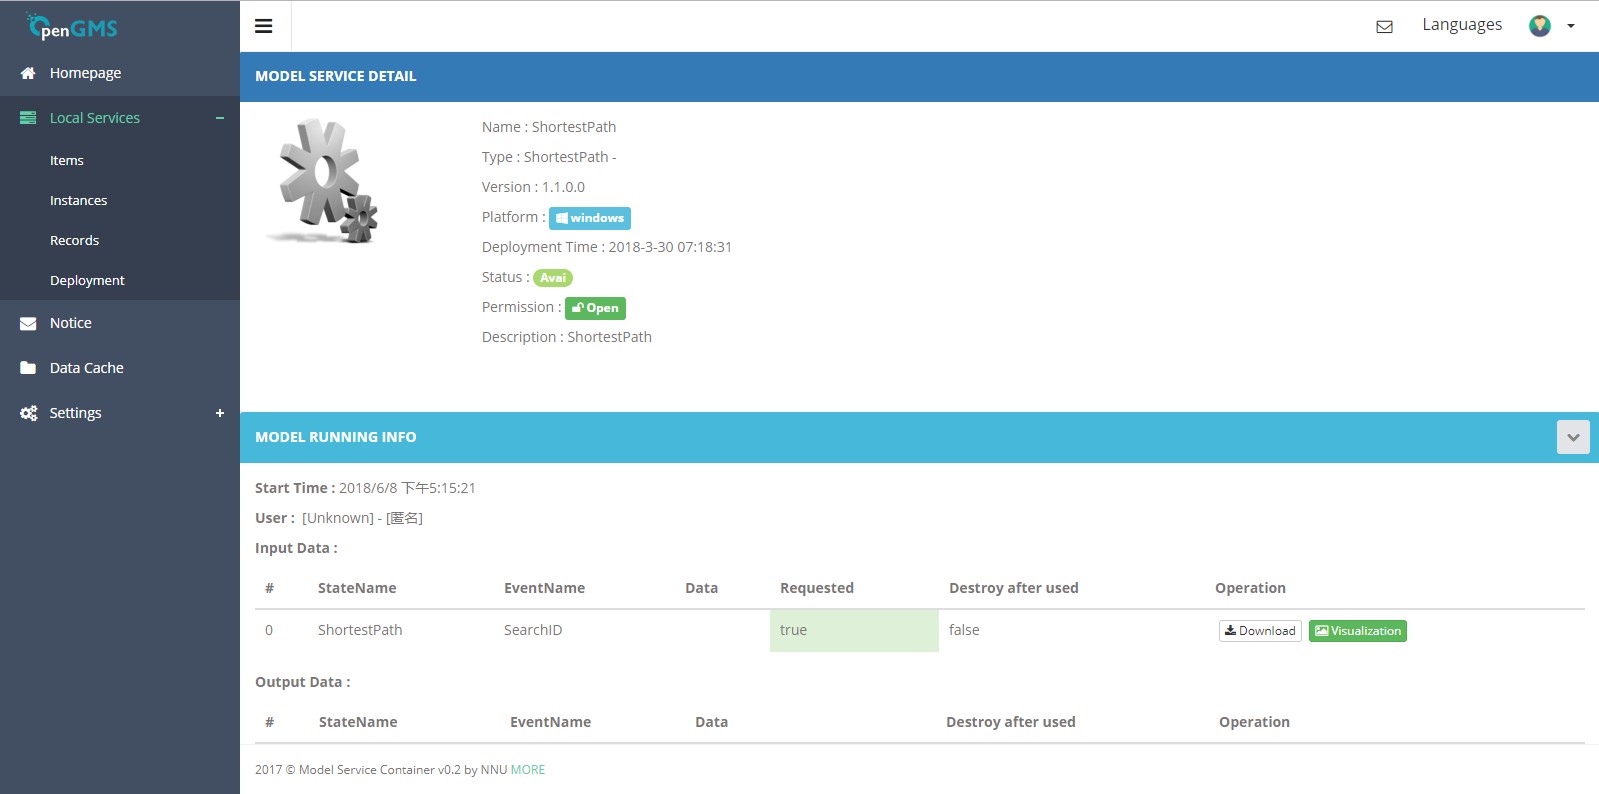 OpenGMS
Languages
Homepage
Local Services
Items
Instances
Records
Deployment
Notice
Data Cache
Settings
MODEL SERVICE DETAIL
Name : ShortestPath
Type : ShortestPath -
Version : 1.1.0.0
Platform : windows
Deployment Time : 2018-3-30 07:18:31
Status : Avai
Permission : Open
Description : ShortestPath
MODEL RUNNING INFO
Start Time : 2018/6/8 下午5:15:21
User : [Unknown] - [匿名]
Input Data :
# StateName EventName Data Requested Destroy after used Operation
0 ShortestPath SearchID true false Download Visualization
Output Data :
# StateName EventName Data Destroy after used Operation
2017 © Model Service Container v0.2 by NNU MORE